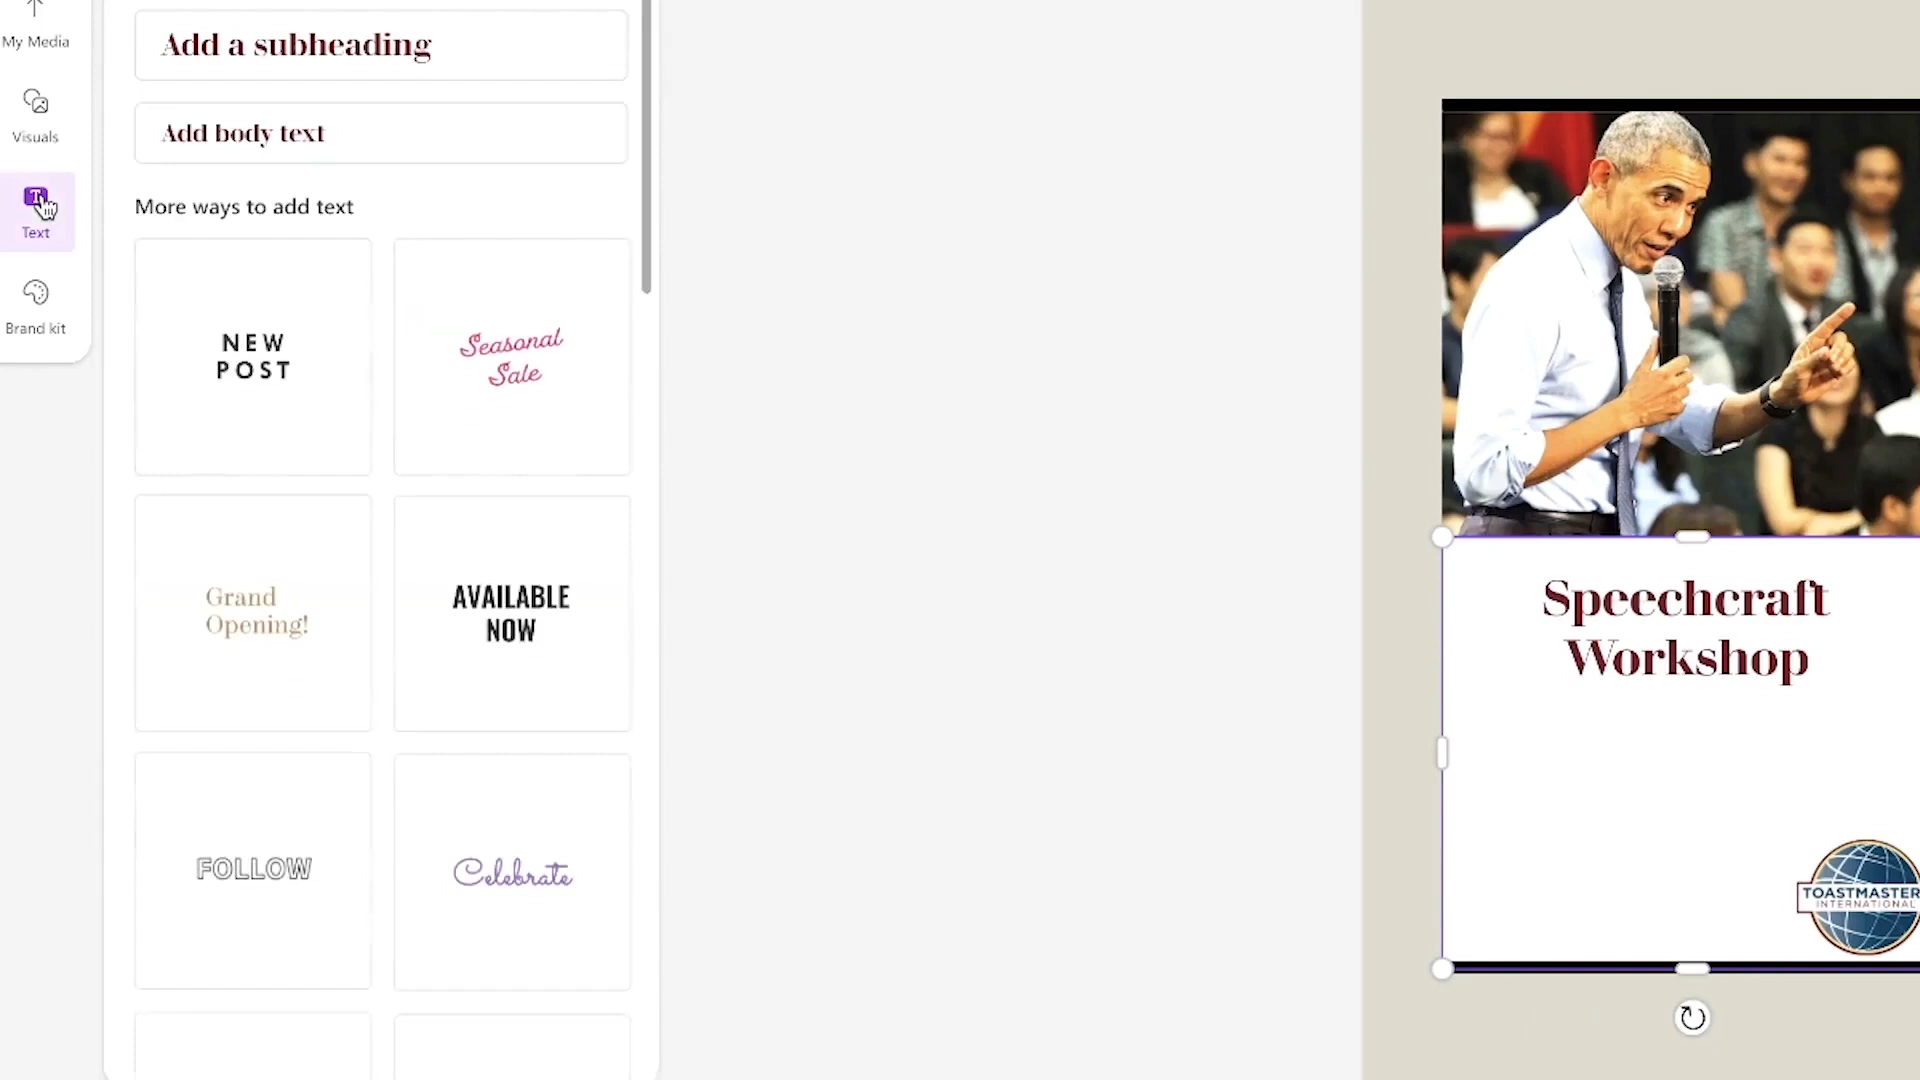 My Media
Visuals
Text
Brand kit
Add a subheading
Add body text
More ways to add text
NEW
POST
Seasonal
Sale
Grand
Opening!
AVAILABLE
NOW
FOLLOW
Celebrate
Speechcraft
Workshop
TOASTMASTER
INTERNATIONAL